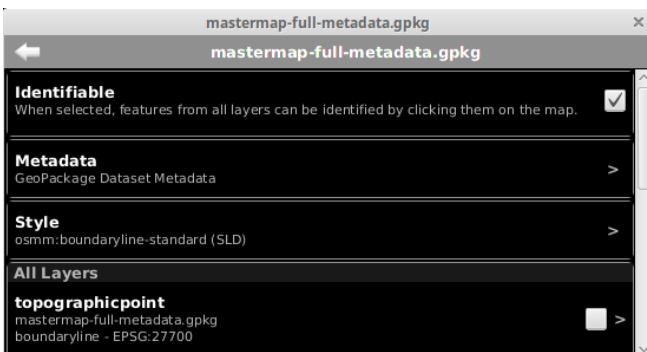 mastermap-full-metadata.gpkg
mastermap-full-metadata.gpkg
Identifiable
When selected, features from all layers can be identified by clicking them on the map.
Metadata
GeoPackage Dataset Metadata
>
Style
osmm:boundaryline-standard (SLD)
>
All Layers
topographicpoint
mastermap-full-metadata.gpkg
boundaryline - EPSG:27700
>